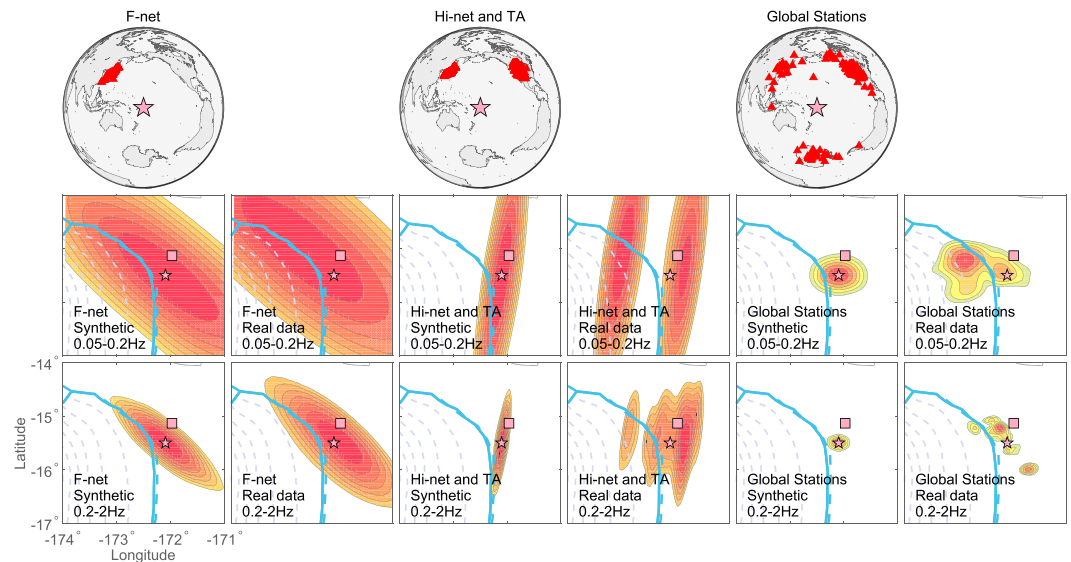 F-net
Hi-net and TA
Global Stations
F-net
Synthetic
0.05-0.2Hz
F-net
Real data
0.05-0.2Hz
Hi-net and TA
Synthetic
0.05-0.2Hz
Hi-net and TA
Real data
0.05-0.2Hz
Global Stations
Synthetic
0.05-0.2Hz
Global Stations
Real data
0.05-0.2Hz
-14°
-15°
-16°
-17°
Latitude
F-net
Synthetic
0.2-2Hz
F-net
Real data
0.2-2Hz
Hi-net and TA
Synthetic
0.2-2Hz
Hi-net and TA
Real data
0.2-2Hz
Global Stations
Synthetic
0.2-2Hz
Global Stations
Real data
0.2-2Hz
-174° -173° -172° -171°
Longitude